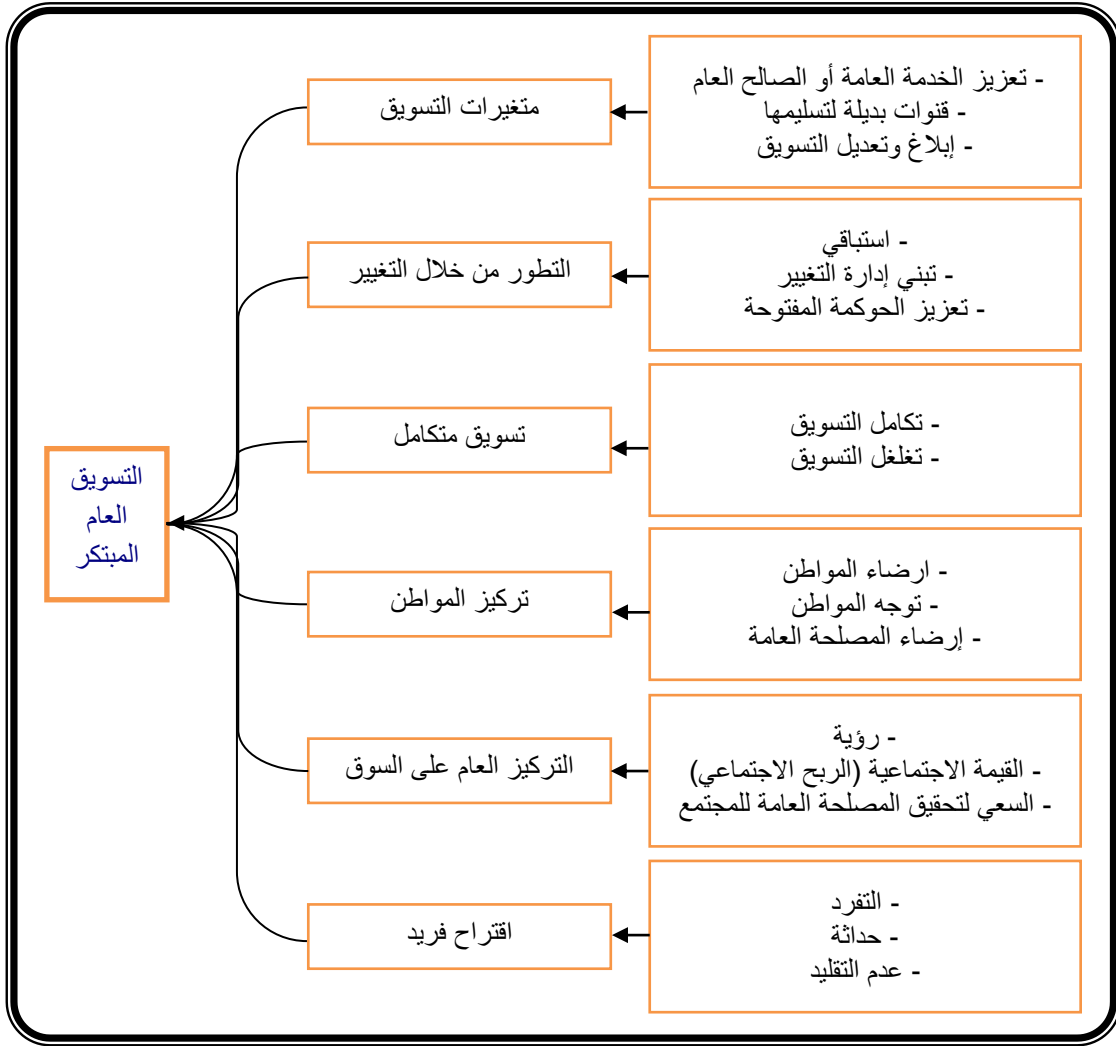 - تعزيز الخدمة العامة أو الصالح العام
- قنوات بديلة لتسليمها
- إبلاغ وتعديل التسويق
متغيرات التسويق
- استباقي
- تبني إدارة التغيير
- تعزيز الحوكمة المفتوحة
التطور من خلال التغيير
- تكامل التسويق
- تغلغل التسويق
تسويق متكامل
- ارضاء المواطن
- توجه المواطن
- إرضاء المصلحة العامة
تركيز المواطن
- رؤية
- القيمة الاجتماعية (الربح الاجتماعي)
- السعي لتحقيق المصلحة العامة للمجتمع
التركيز العام على السوق
- التفرد
- حداثة
- عدم التقليد
اقتراح فريد
التسويق
العام
المبتكر